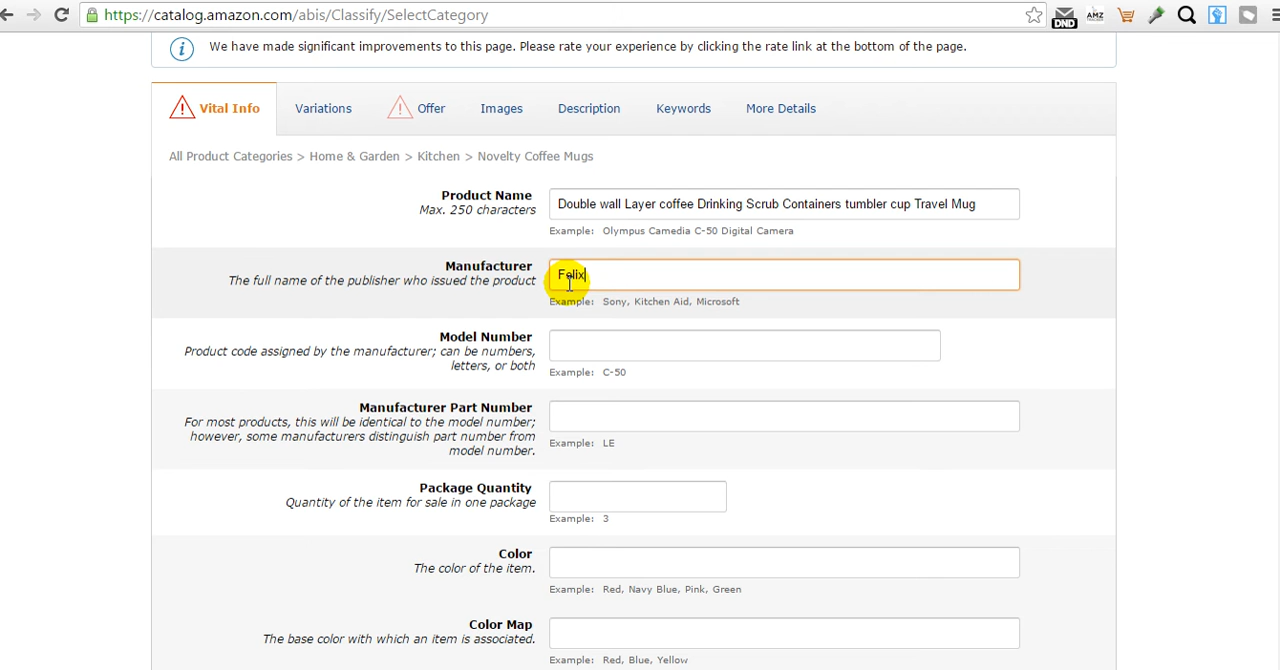 https://catalog.amazon.com/abis/Classify/SelectCategory
DND
AMZ
We have made significant improvements to this page. Please rate your experience by clicking the rate link at the bottom of the page.
Vital Info
Variations
Offer
Images
Description
Keywords
More Details
All Product Categories > Home & Garden > Kitchen > Novelty Coffee Mugs
Product Name
Max. 250 characters
Double wall Layer coffee Drinking Scrub Containers tumbler cup Travel Mug
Example: Olympus Camedia C-50 Digital Camera
Manufacturer
The full name of the publisher who issued the product
Felix
Example: Sony, Kitchen Aid, Microsoft
Model Number
Product code assigned by the manufacturer; can be numbers,
letters, or both
Example: C-50
Manufacturer Part Number
For most products, this will be identical to the model number;
however, some manufacturers distinguish part number from
model number.
Example: LE
Package Quantity
Quantity of the item for sale in one package
Example: 3
Color
The color of the item.
Example: Red, Navy Blue, Pink, Green
Color Map
The base color with which an item is associated.
Example: Red, Blue, Yellow